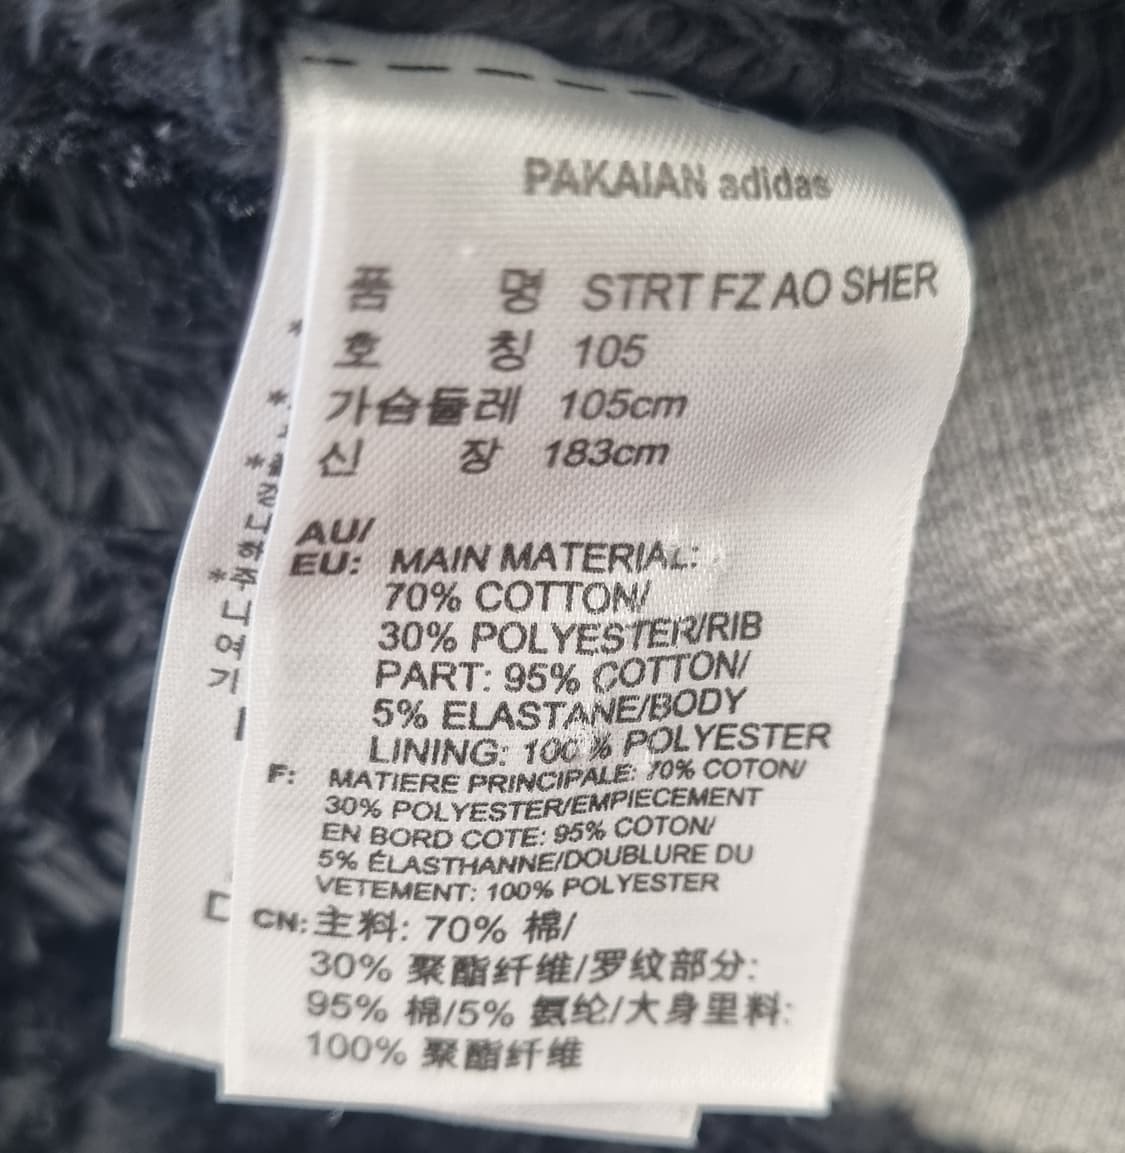 PAKAIAN adidas
품 명 STRT FZ AO SHER
호 칭 105
가슴둘레 105cm
신 장 183cm
AU/
EU: MAIN MATERIAL:
70% COTTON/
30% POLYESTER/RIB
PART: 95% COTTON/
5% ELASTANE/BODY
LINING: 100% POLYESTER
F: MATIERE PRINCIPALE: 70% COTON/
30% POLYESTER/EMPIECEMENT
EN BORD COTE: 95% COTON/
5% ÉLASTHANNE/DOUBLURE DU
VETEMENT: 100% POLYESTER
CN: 主料: 70% 棉/
30% 聚酯纤维/罗纹部分:
95% 棉/5% 氨纶/大身里料:
100% 聚酯纤维